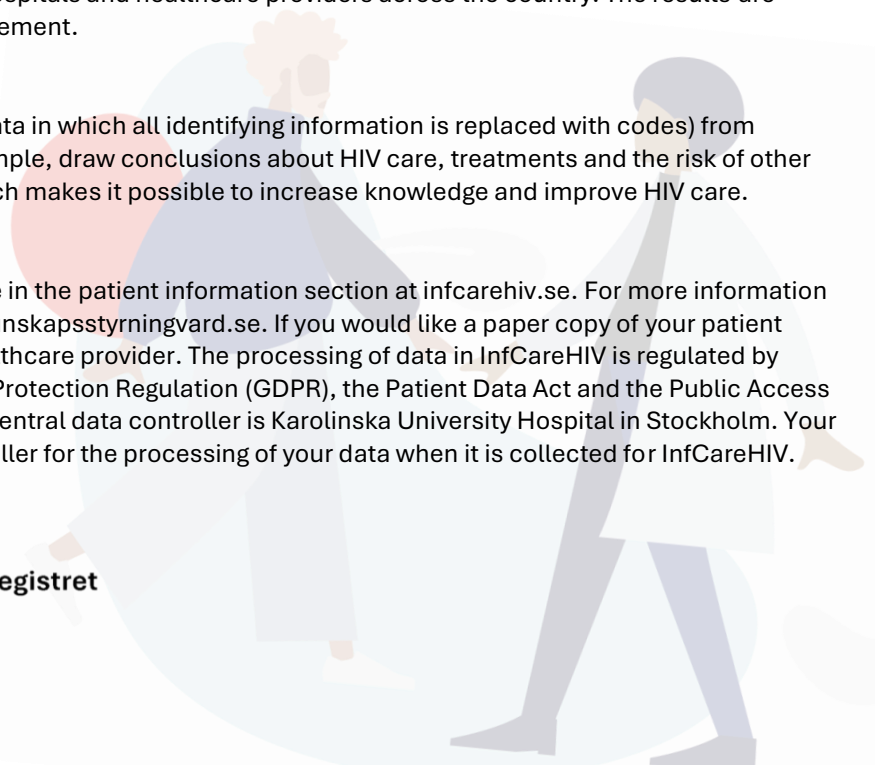 spitals and healthcare providers across the country. The results are
ement.
ta in which all identifying information is replaced with codes) from
mple, draw conclusions about HIV care, treatments and the risk of other
ch makes it possible to increase knowledge and improve HIV care.
e in the patient information section at infcarehiv.se. For more information
nskapsstyrningvard.se. If you would like a paper copy of your patient
thcare provider. The processing of data in InfCareHIV is regulated by
Protection Regulation (GDPR), the Patient Data Act and the Public Access
entral data controller is Karolinska University Hospital in Stockholm. Your
ller for the processing of your data when it is collected for InfCareHIV.
egistret